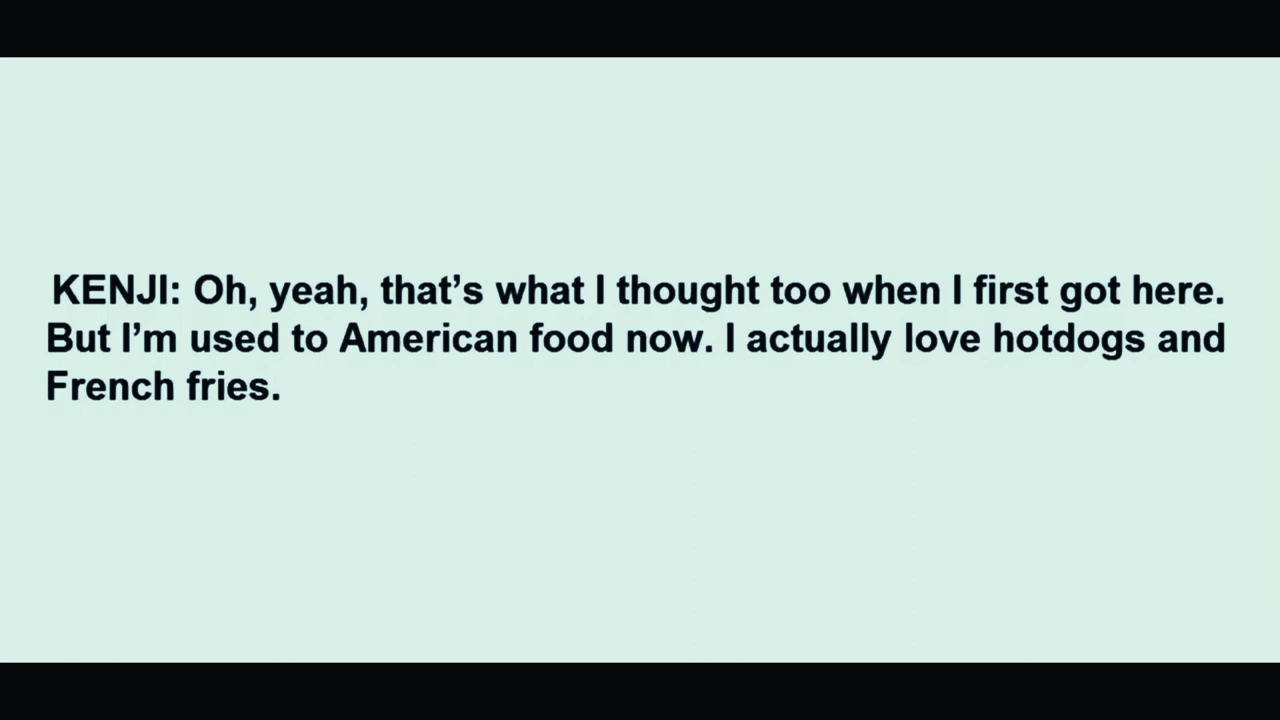 KENJI: Oh, yeah, that’s what I thought too when I first got here.
But I’m used to American food now. I actually love hotdogs and
French fries.